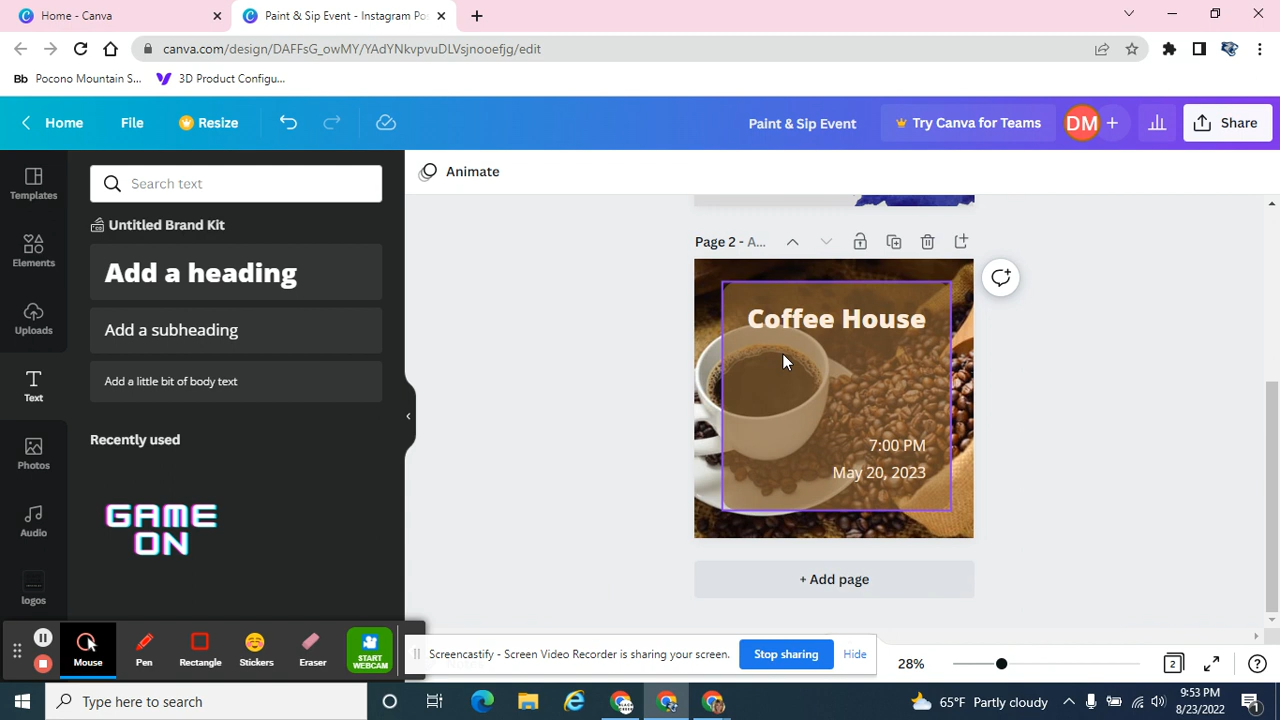 Home - Canva
Paint & Sip Event - Instagram Pos
canva.com/design/DAFFsG_owMY/YAdYNkvpvuDLVsjnooefjg/edit
Bb Pocono Mountain S...
3D Product Configu...
Home
File
Resize
Paint & Sip Event
Try Canva for Teams
DM
Share
Templates
Elements
Uploads
Text
Photos
Audio
logos
Search text
Untitled Brand Kit
Add a heading
Add a subheading
Add a little bit of body text
Recently used
GAME
ON
Animate
Page 2 - A...
Coffee House
7:00 PM
May 20, 2023
+ Add page
Mouse
Pen
Rectangle
Stickers
Eraser
START
WEBCAM
Screencastify - Screen Video Recorder is sharing your screen.
Stop sharing
Hide
28%
2
Type here to search
65°F Partly cloudy
9:53 PM
8/23/2022
1